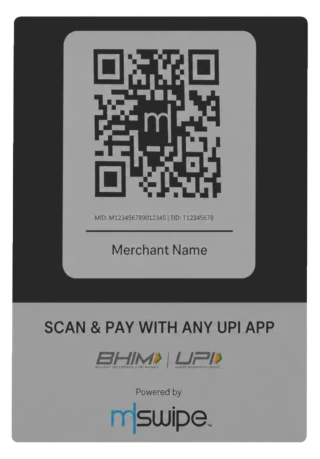 m
MID: M123456789012345 | TID: T12345678
Merchant Name
SCAN & PAY WITH ANY UPI APP
BHIM | UPI
Powered by
mswipe